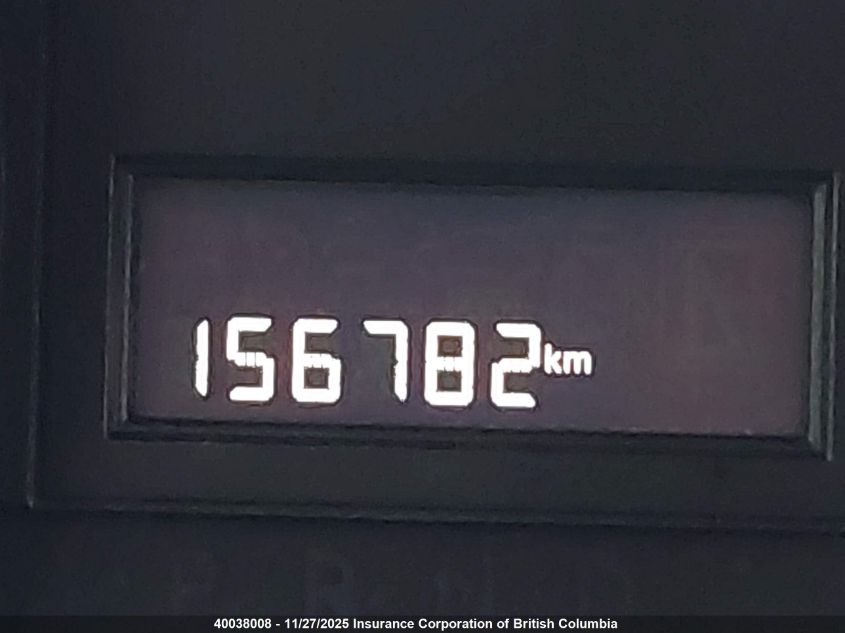 156782km
P R N D
40038008 - 11/27/2025 Insurance Corporation of British Columbia